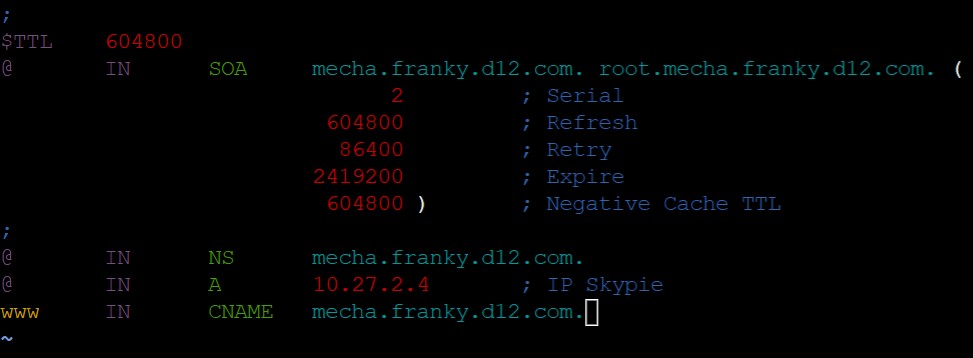 ;
$TTL    604800
@       IN      SOA     mecha.franky.d12.com. root.mecha.franky.d12.com. (
                              2         ; Serial
                         604800         ; Refresh
                          86400         ; Retry
                        2419200         ; Expire
                         604800 )       ; Negative Cache TTL
;
@       IN      NS      mecha.franky.d12.com.
@       IN      A       10.27.2.4       ; IP Skypie
www     IN      CNAME   mecha.franky.d12.com.
~